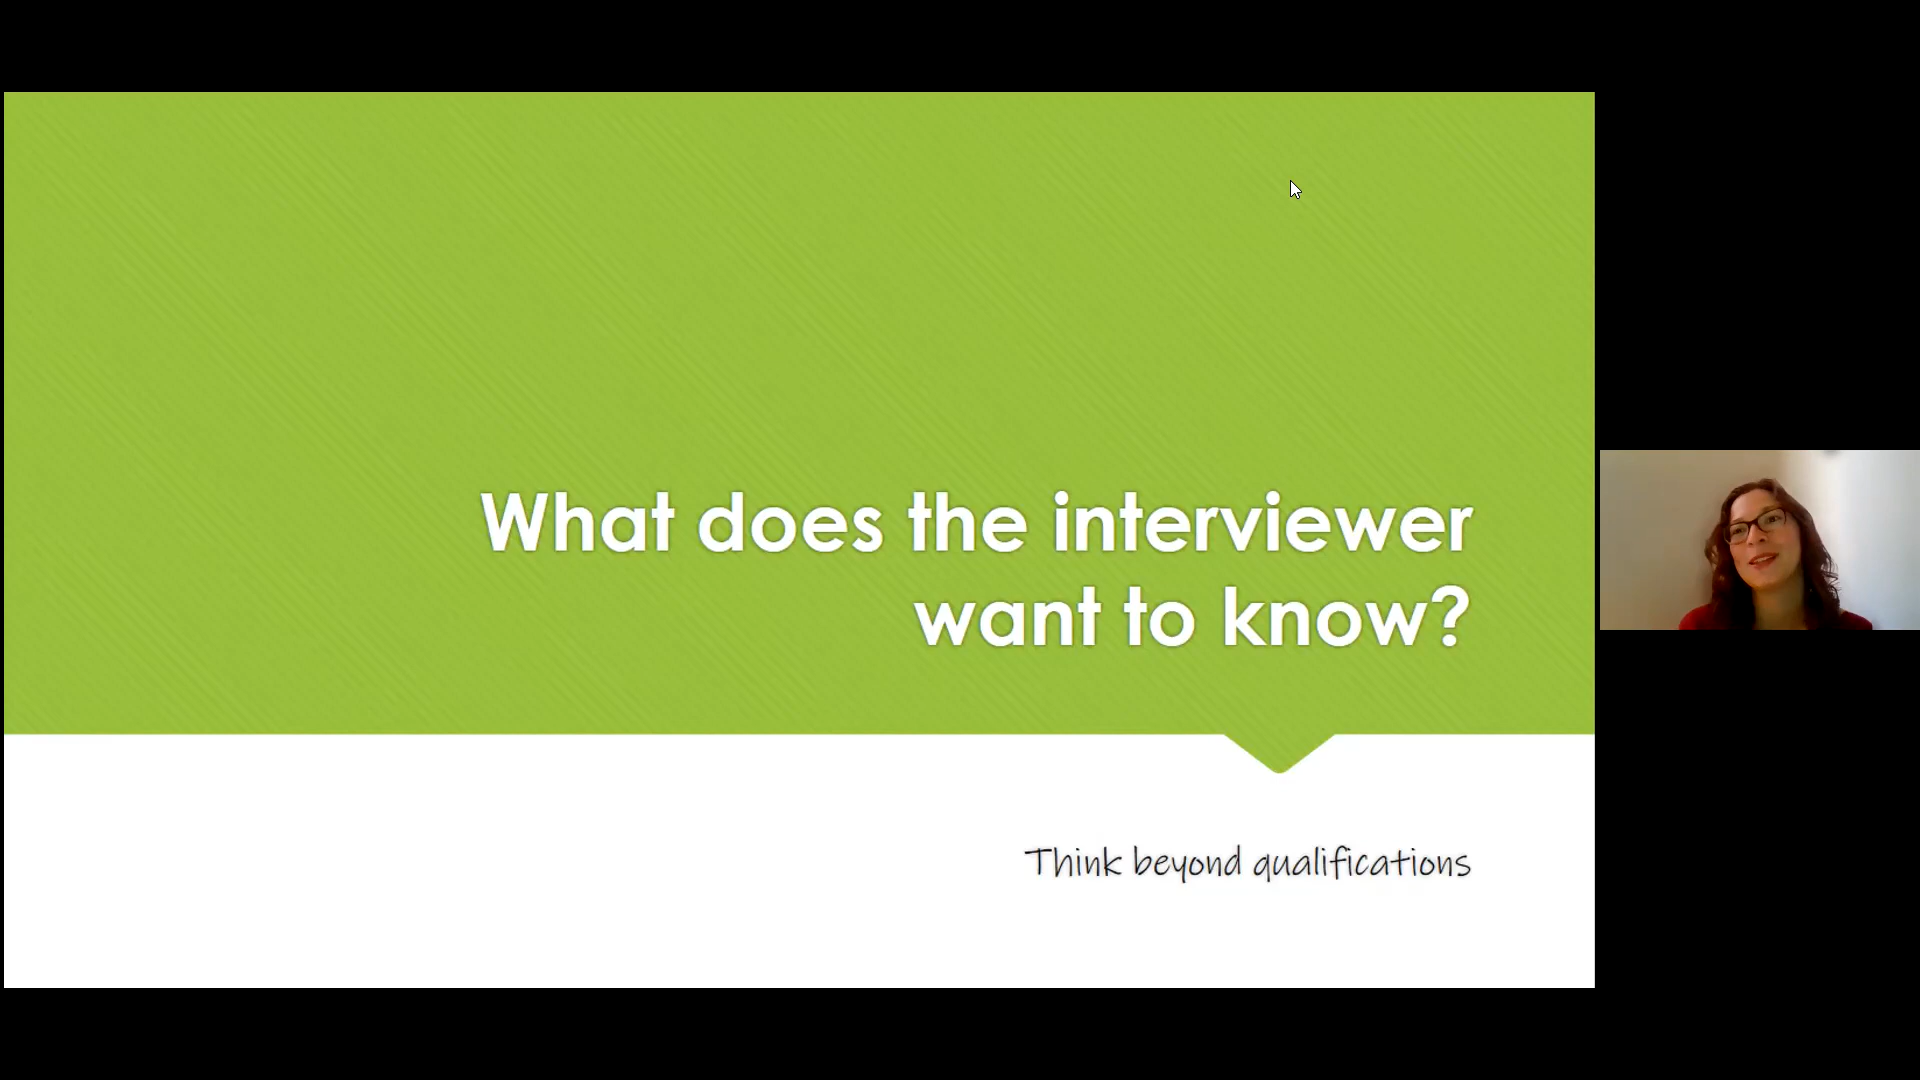 What does the interviewer
want to know?
Think beyond qualifications